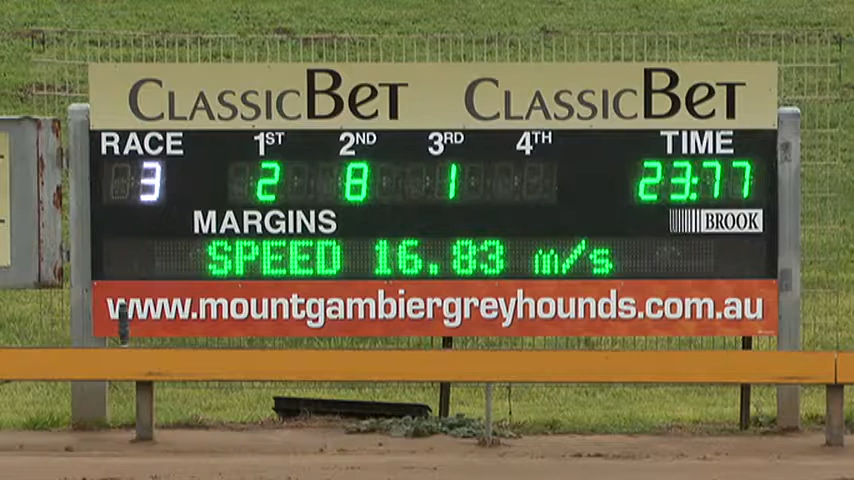 CLASSICBET CLASSICBET
RACE 1ST 2ND 3RD 4TH TIME
3 2 8 1 23.77
MARGINS BROOK
SPEED 16.83 m/s
www.mountgambiergreyhounds.com.au